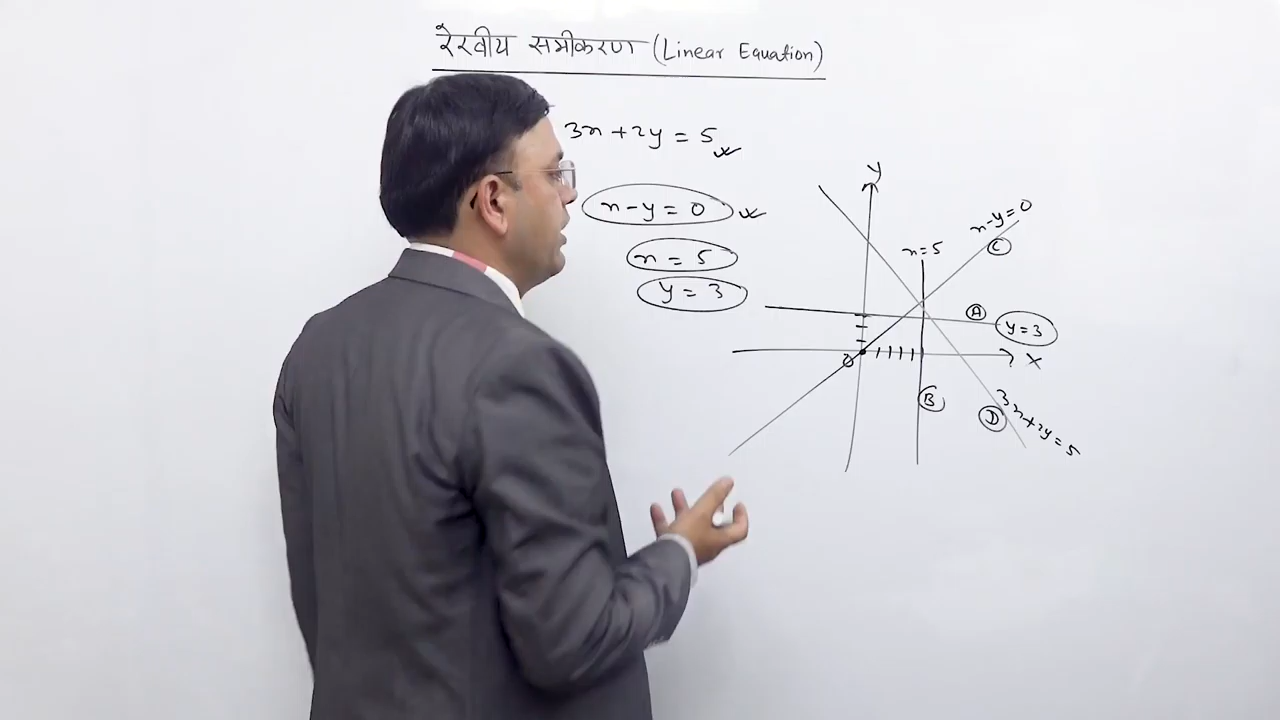 रेखीय समीकरण (Linear Equation)
3x + 2y = 5
x - y = 0
x = 5
y = 3
y
x-y=0
x=5
C
A
y=3
X
O
B
D
3x+2y=5